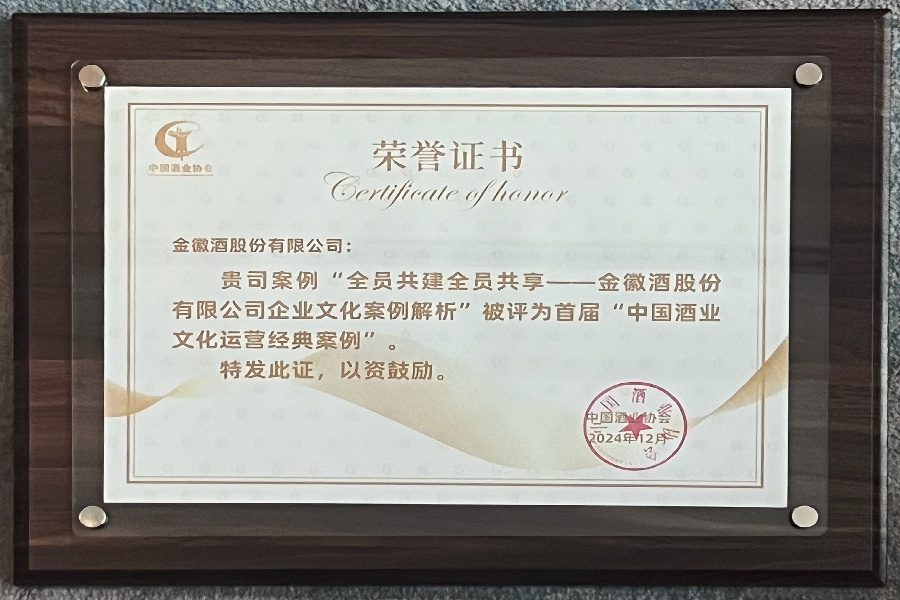 中国酒业协会
荣誉证书
Certificate of honor
金徽酒股份有限公司：
贵司案例“全员共建全员共享——金徽酒股份
有限公司企业文化案例解析”被评为首届“中国酒业
文化运营经典案例”。
特发此证，以资鼓励。
中国酒业协会
2024年12月